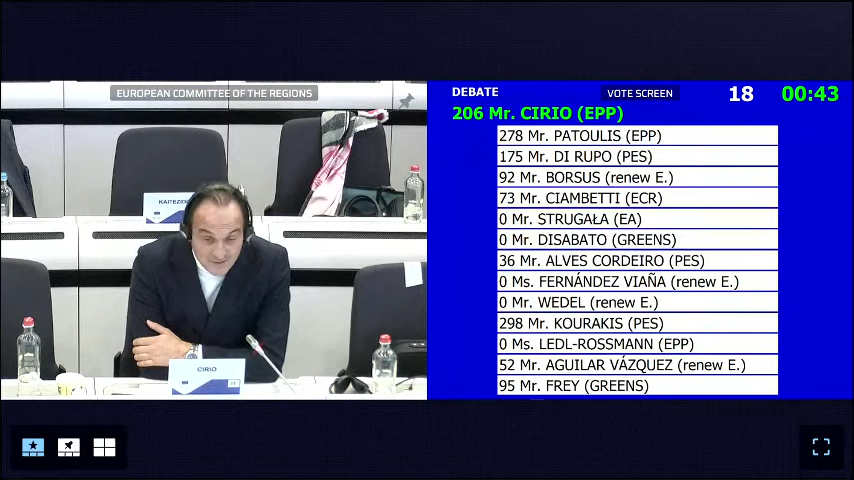 EUROPEAN COMMITTEE OF THE REGIONS
KAITEZIDI
CIRIO
IT
DEBATE
VOTE SCREEN
18
00:43
206 Mr. CIRIO (EPP)
278 Mr. PATOULIS (EPP)
175 Mr. DI RUPO (PES)
92 Mr. BORSUS (renew E.)
73 Mr. CIAMBETTI (ECR)
0 Mr. STRUGAŁA (EA)
0 Mr. DISABATO (GREENS)
36 Mr. ALVES CORDEIRO (PES)
0 Ms. FERNÁNDEZ VIAÑA (renew E.)
0 Mr. WEDEL (renew E.)
298 Mr. KOURAKIS (PES)
0 Ms. LEDL-ROSSMANN (EPP)
52 Mr. AGUILAR VÁZQUEZ (renew E.)
95 Mr. FREY (GREENS)